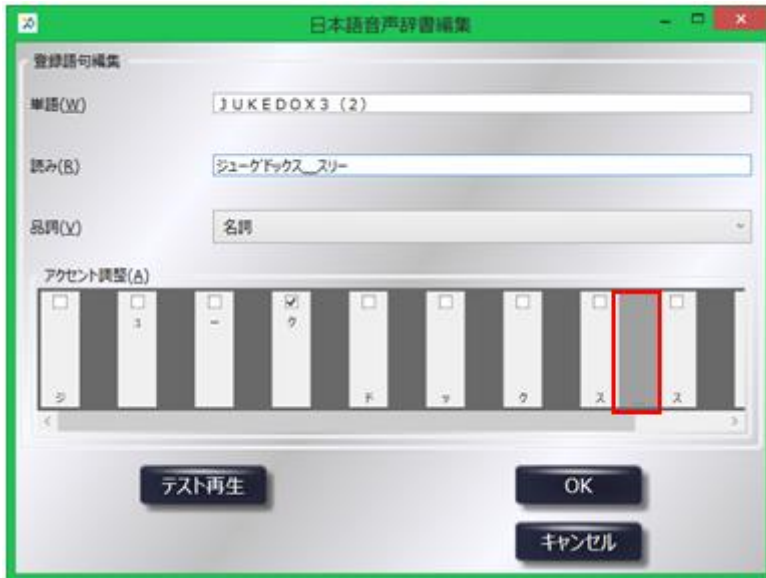 日本語音声辞書編集
登録語句編集
単語(W)
JUKEDOX3(2)
読み(R)
ジューグドックス__スリー
品詞(V)
名詞
アクセント調整(A)
ジ ュ ー ク ド ッ ク ス ス
テスト再生
OK
キャンセル